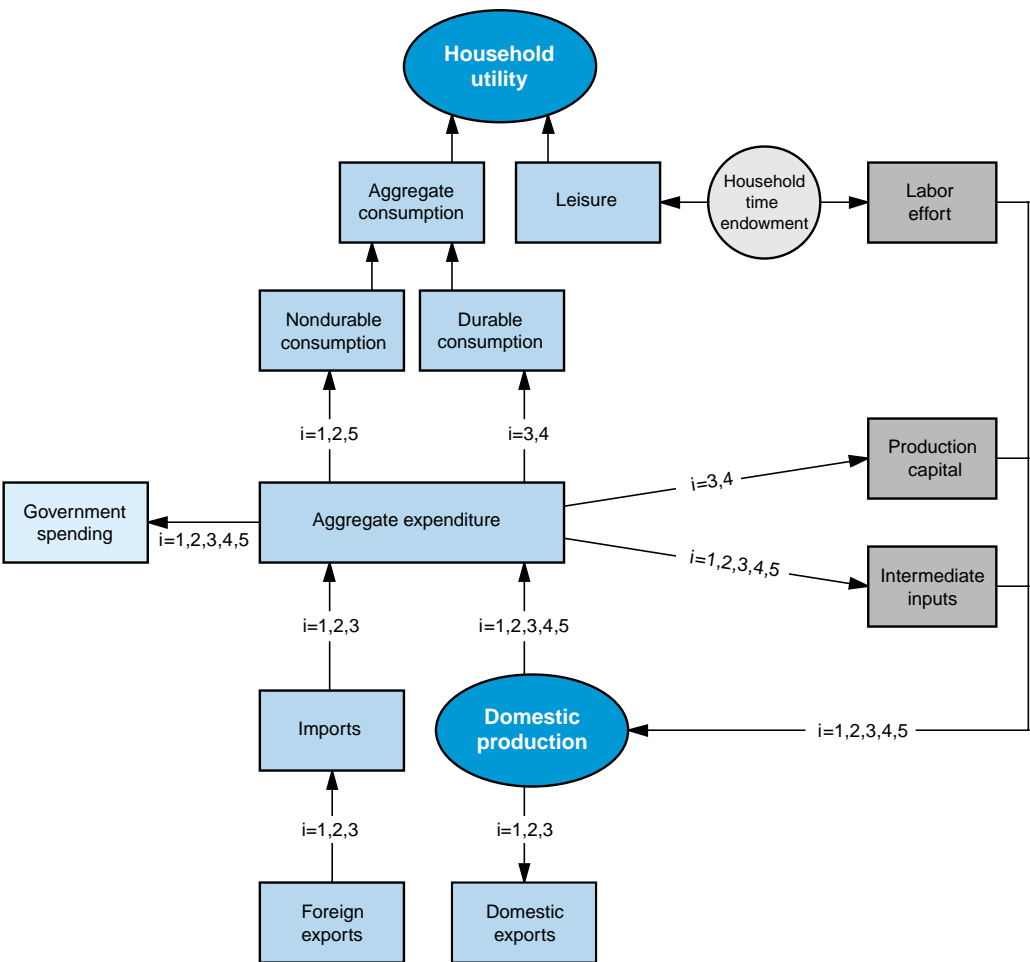 Household
utility
Aggregate
consumption
Leisure
Household
time
endowment
Labor
effort
Nondurable
consumption
Durable
consumption
i=1,2,5
i=3,4
Production
capital
i=3,4
Government
spending
Aggregate expenditure
i=1,2,3,4,5
i=1,2,3,4,5
Intermediate
inputs
i=1,2,3
i=1,2,3,4,5
Imports
Domestic
production
i=1,2,3,4,5
i=1,2,3
i=1,2,3
Foreign
exports
Domestic
exports